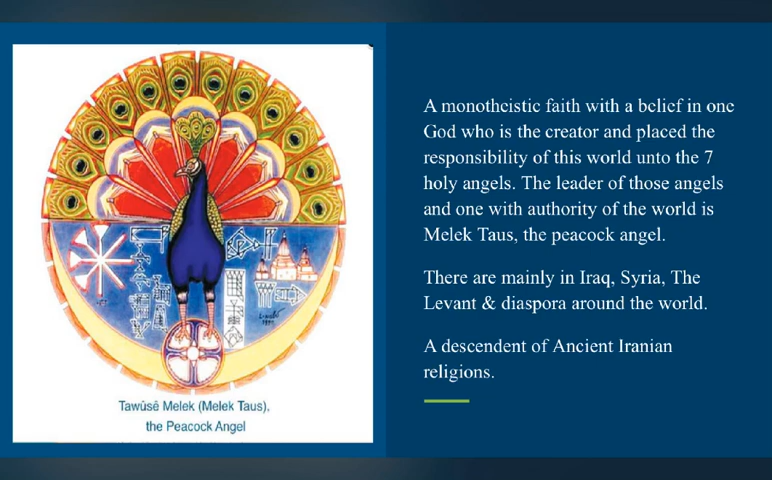 Tawûsê Melek (Melek Taus),
the Peacock Angel
A monotheistic faith with a belief in one
God who is the creator and placed the
responsibility of this world unto the 7
holy angels. The leader of those angels
and one with authority of the world is
Melek Taus, the peacock angel.
There are mainly in Iraq, Syria, The
Levant & diaspora around the world.
A descendent of Ancient Iranian
religions.